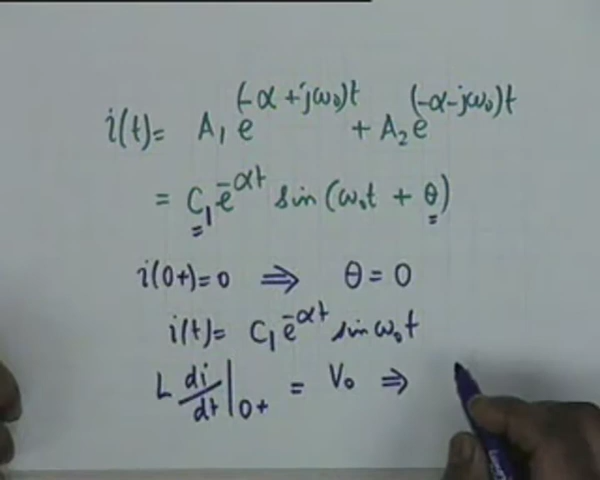 i(t) = A₁ e^(-α+jω₀)t + A₂ e^(-α-jω₀)t
= C₁ e^-αt sin (ω₀t + θ)
i(0+) = 0 ⇒ θ = 0
i(t) = C₁ e^-αt sin ω₀t
L di/dt |0+ = V₀ ⇒